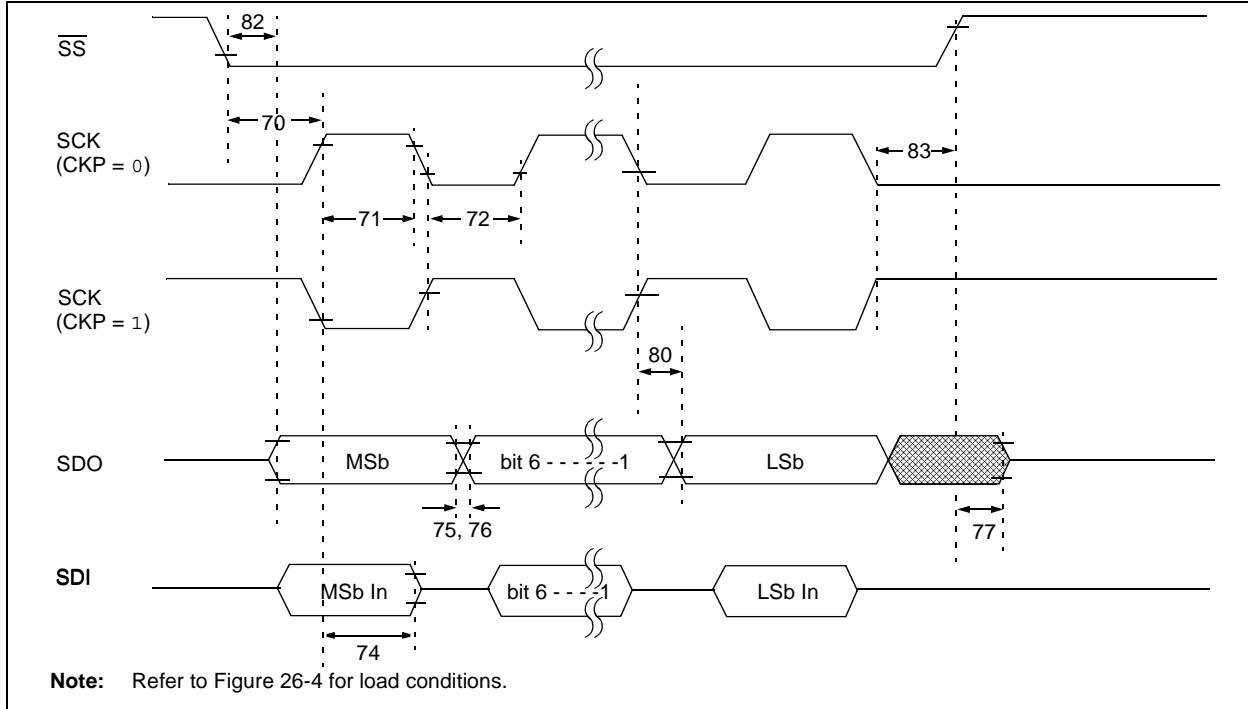 82
SS
70
SCK
(CKP = 0)
83
71
72
SCK
(CKP = 1)
80
SDO
MSb
bit 6 - - - - - - -1
LSb
75, 76
77
SDI
MSb In
bit 6 - - - -1
LSb In
74
Note: Refer to Figure 26-4 for load conditions.